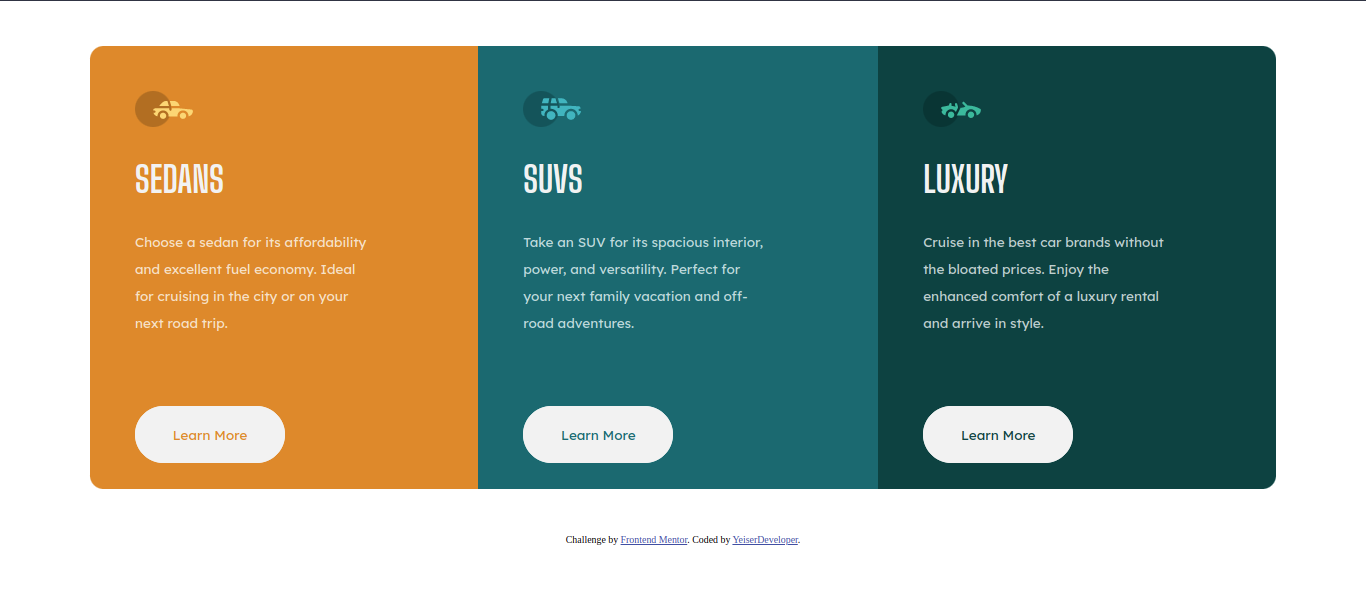 SEDANS
Choose a sedan for its affordability
and excellent fuel economy. Ideal
for cruising in the city or on your
next road trip.
Learn More
SUVS
Take an SUV for its spacious interior,
power, and versatility. Perfect for
your next family vacation and off-
road adventures.
Learn More
LUXURY
Cruise in the best car brands without
the bloated prices. Enjoy the
enhanced comfort of a luxury rental
and arrive in style.
Learn More
Challenge by Frontend Mentor. Coded by YeiserDeveloper.